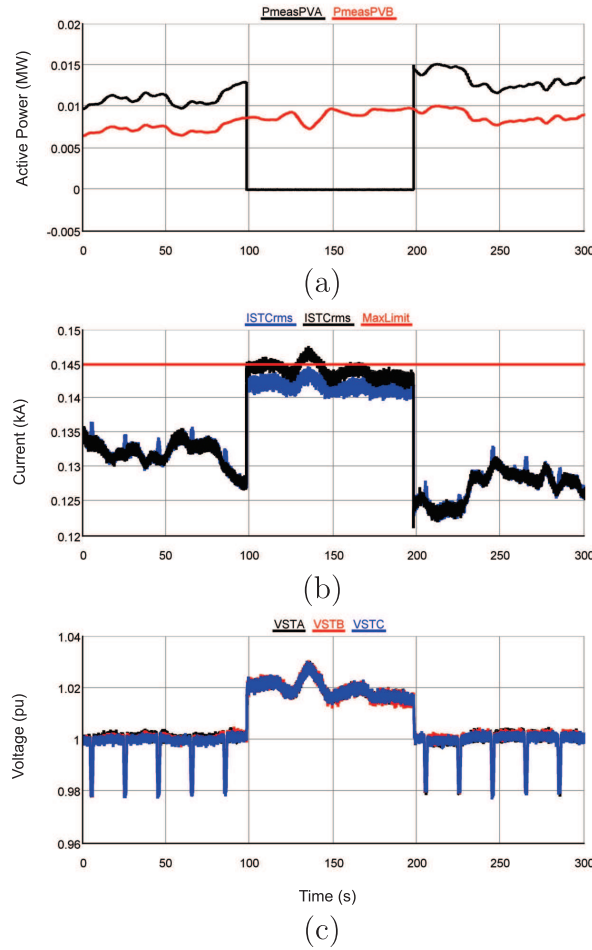 PmeasPVA PmeasPVB
0.02
0.015
0.01
0.005
0
-0.005
Active Power (MW)
0 50 100 150 200 250 300
(a)
ISTCrms ISTCrms MaxLimit
0.15
0.145
0.14
0.135
0.13
0.125
0.12
Current (kA)
0 50 100 150 200 250 300
(b)
VSTA VSTB VSTC
1.04
1.02
1
0.98
0.96
Voltage (pu)
0 50 100 150 200 250 300
Time (s)
(c)